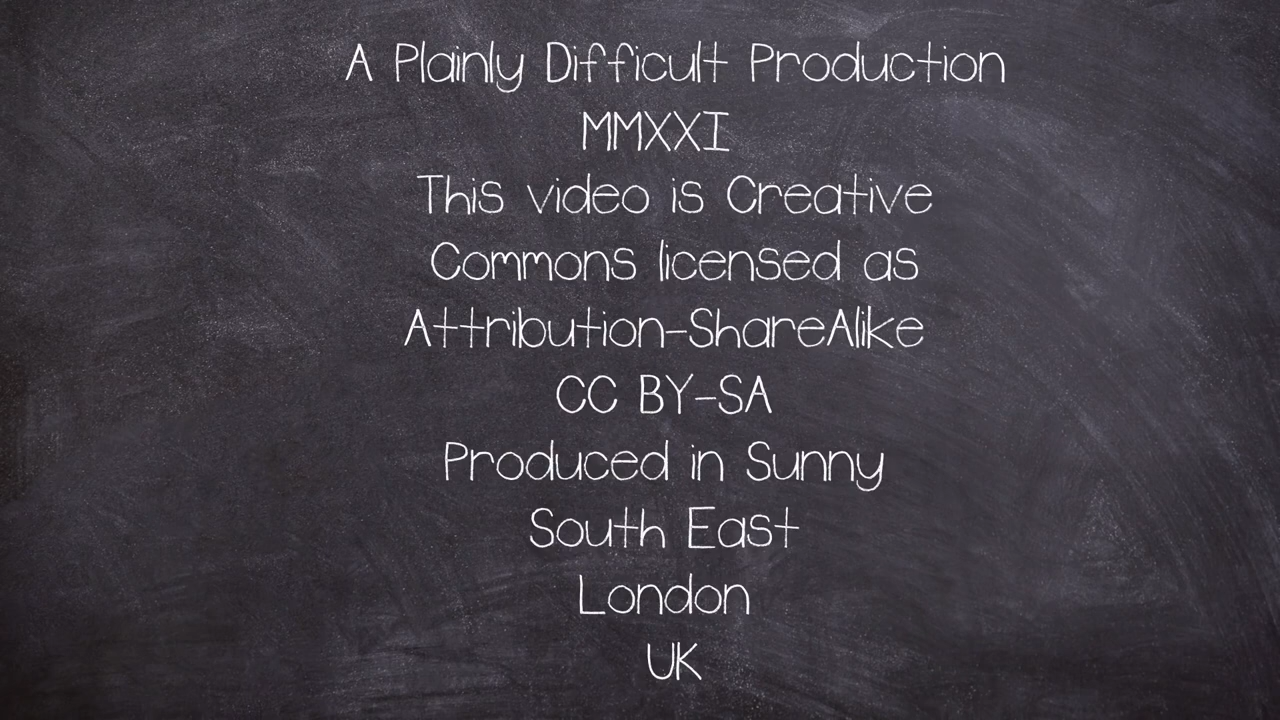 A Plainly Difficult Production
MMXXI
This video is Creative
Commons licensed as
Attribution-ShareAlike
CC BY-SA
Produced in Sunny
South East
London
UK